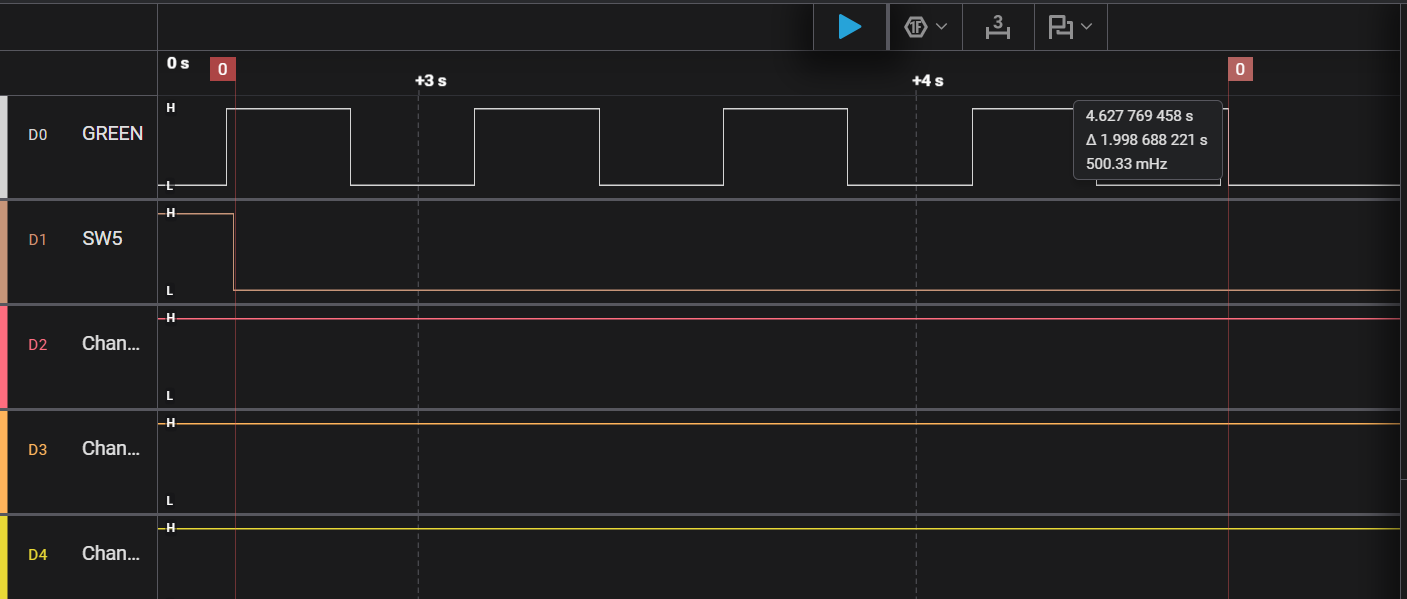 1F
3
0 s
0
+3 s
+4 s
0
H
D0
GREEN
L
4.627 769 458 s
Δ 1.998 688 221 s
500.33 mHz
H
D1
SW5
L
H
D2
Chan...
L
H
D3
Chan...
L
H
D4
Chan...